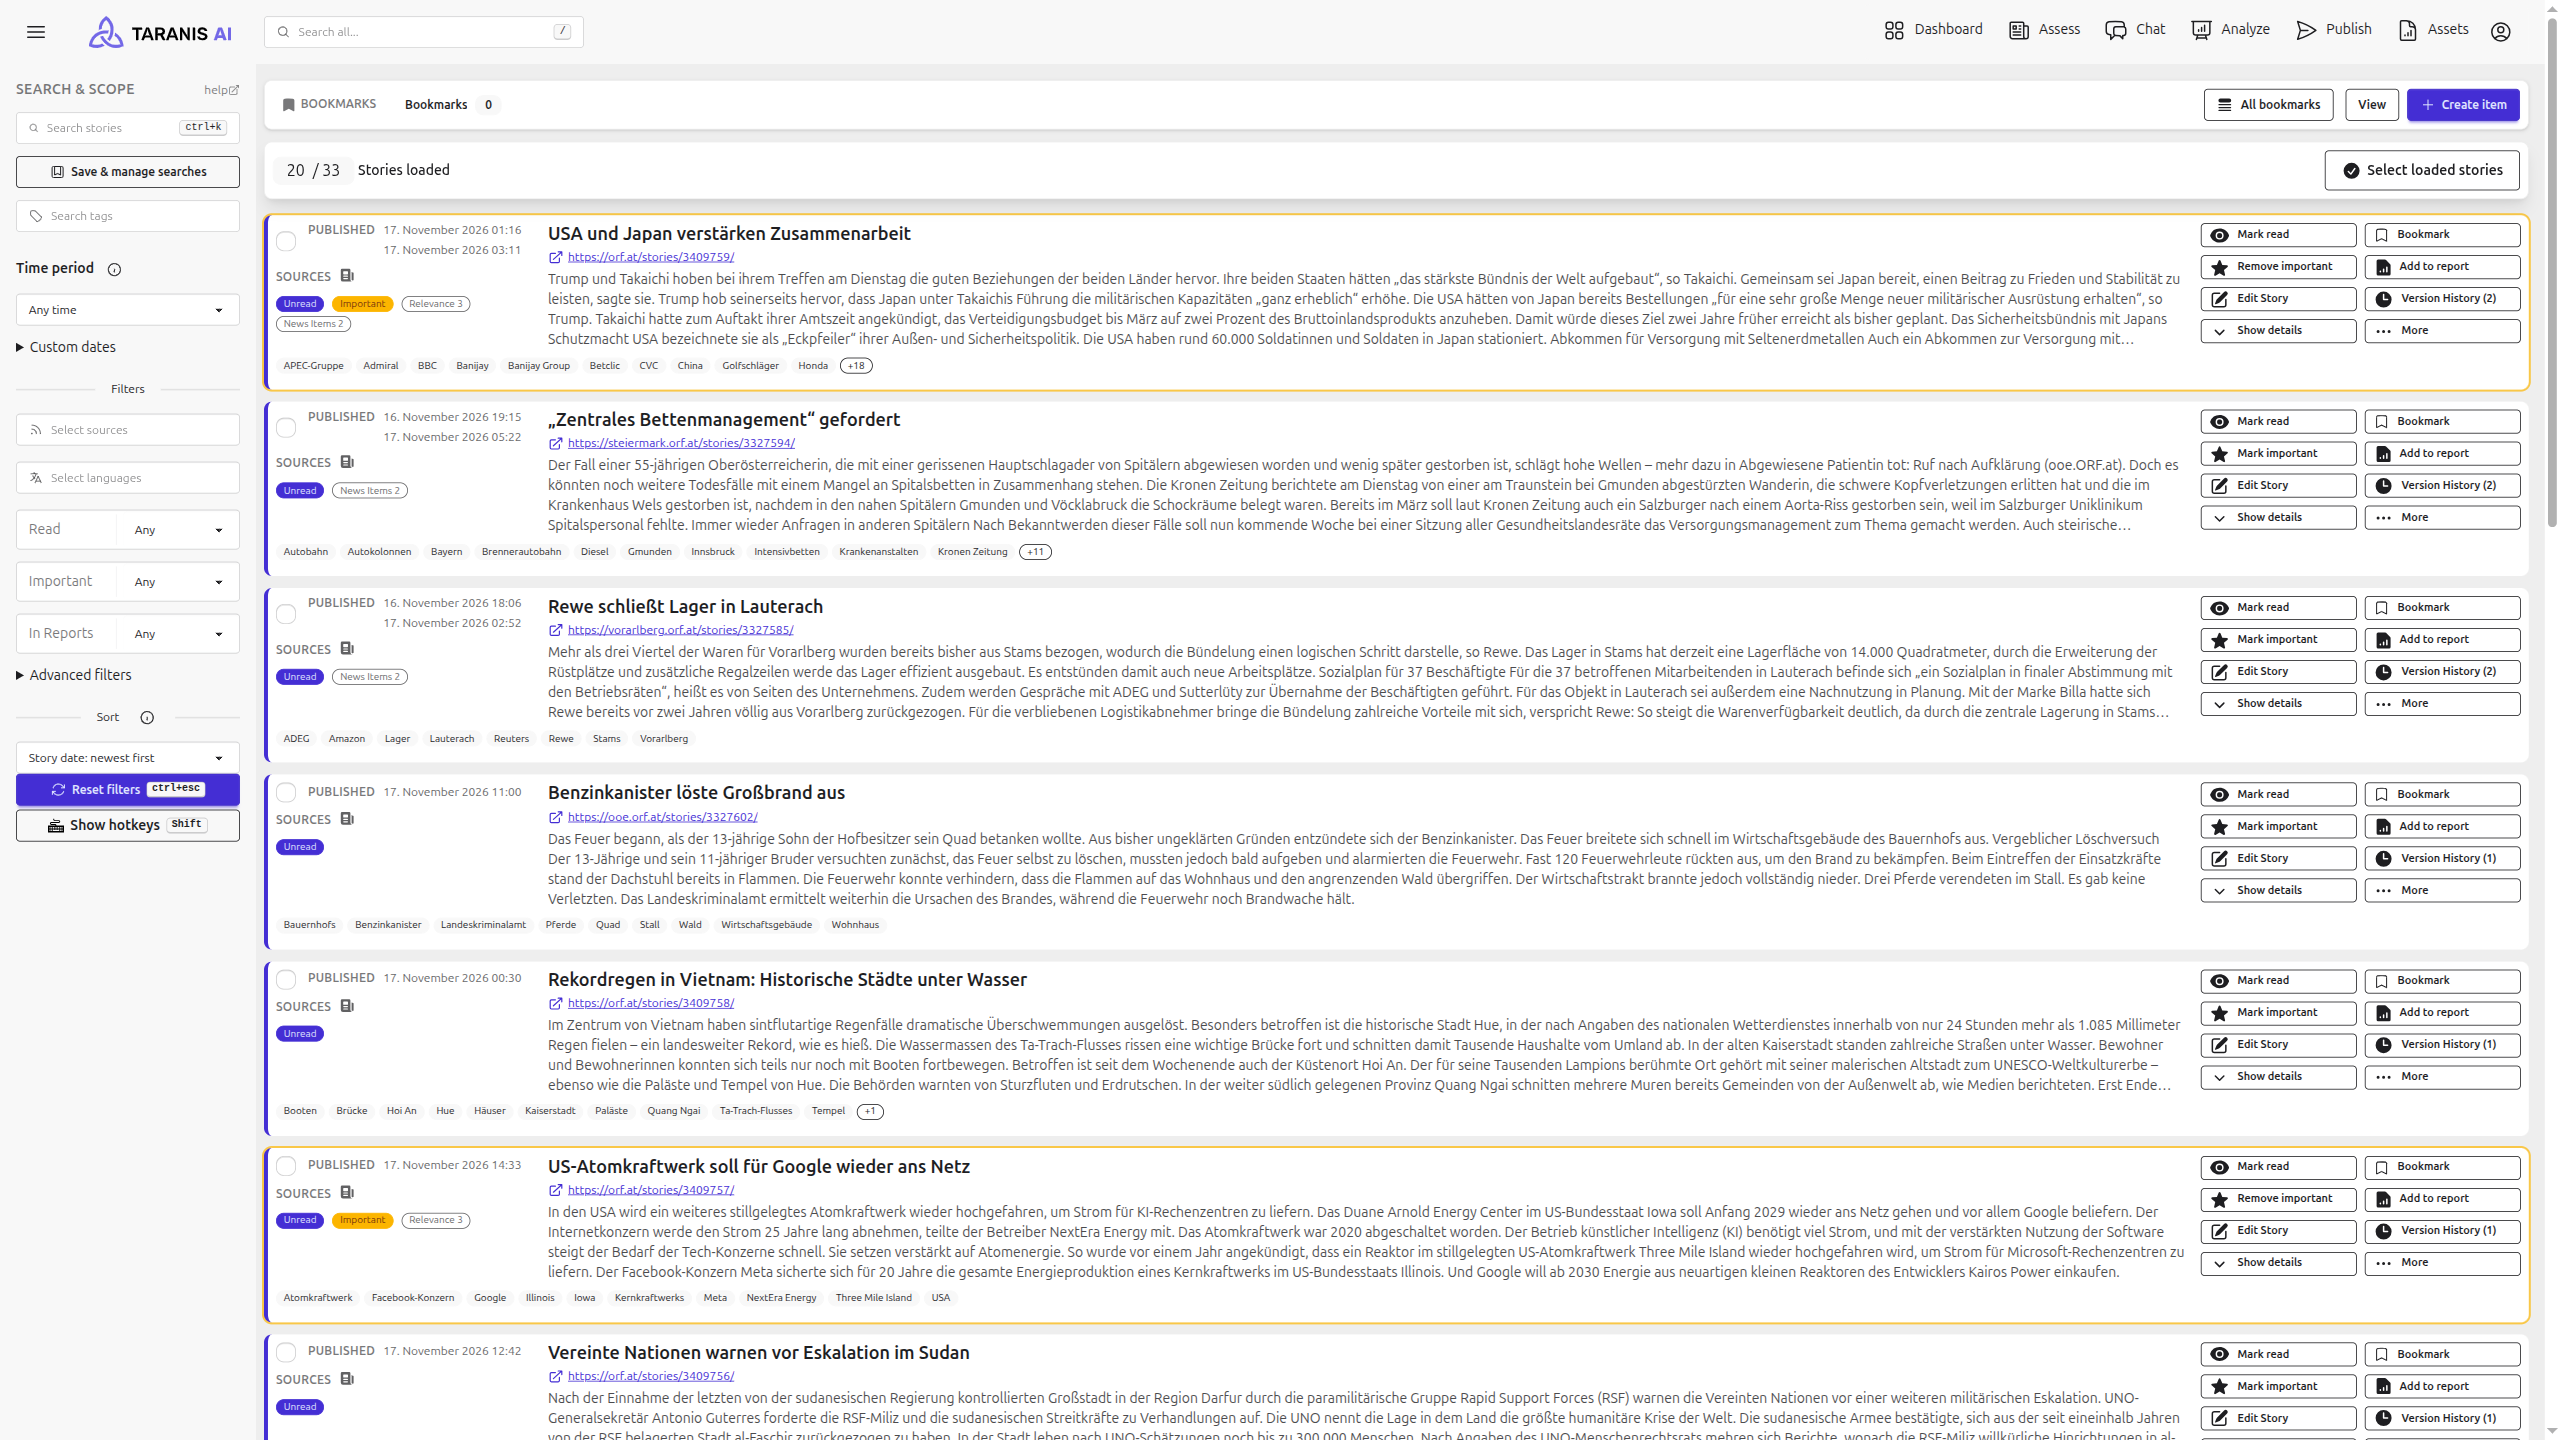 TARANIS AI
Search all... /
Dashboard Assess Chat Analyze Publish Assets
SEARCH & SCOPE help
Search stories ctrl+k
Save & manage searches
Search tags
Time period
Any time
Custom dates
Filters
Select sources
Select languages
Read Any
Important Any
In Reports Any
Advanced filters
Sort
Story date: newest first
Reset filters ctrl+esc
Show hotkeys Shift
BOOKMARKS Bookmarks 0
All bookmarks View Create item
20 / 33 Stories loaded
Select loaded stories
PUBLISHED 17. November 2026 01:16
17. November 2026 03:11
SOURCES
Unread Important Relevance 3
News Items 2
USA und Japan verstärken Zusammenarbeit
https://orf.at/stories/3409759/
Trump und Takaichi hoben bei ihrem Treffen am Dienstag die guten Beziehungen der beiden Länder hervor. Ihre beiden Staaten hätten „das stärkste Bündnis der Welt aufgebaut“, so Takaichi. Gemeinsam sei Japan bereit, einen Beitrag zu Frieden und Stabilität zu
leisten, sagte sie. Trump hob seinerseits hervor, dass Japan unter Takaichis Führung die militärischen Kapazitäten „ganz erheblich“ erhöhe. Die USA hätten von Japan bereits Bestellungen „für eine sehr große Menge neuer militärischer Ausrüstung erhalten“, so
Trump. Takaichi hatte zum Auftakt ihrer Amtszeit angekündigt, das Verteidigungsbudget bis März auf zwei Prozent des Bruttoinlandsprodukts anzuheben. Damit würde dieses Ziel zwei Jahre früher erreicht als bisher geplant. Das Sicherheitsbündnis mit Japans
Schutzmacht USA bezeichnete sie als „Eckpfeiler“ ihrer Außen- und Sicherheitspolitik. Die USA haben rund 60.000 Soldatinnen und Soldaten in Japan stationiert. Abkommen für Versorgung mit Seltenerdmetallen Auch ein Abkommen zur Versorgung mit…
APEC-Gruppe Admiral BBC Banijay Banijay Group Betclic CVC China Golfschläger Honda +18
Mark read Bookmark
Remove important Add to report
Edit Story Version History (2)
Show details More
PUBLISHED 16. November 2026 19:15
17. November 2026 05:22
SOURCES
Unread News Items 2
„Zentrales Bettenmanagement“ gefordert
https://steiermark.orf.at/stories/3327594/
Der Fall einer 55-jährigen Oberösterreicherin, die mit einer gerissenen Hauptschlagader von Spitälern abgewiesen worden und wenig später gestorben ist, schlägt hohe Wellen – mehr dazu in Abgewiesene Patientin tot: Ruf nach Aufklärung (ooe.ORF.at). Doch es
könnten noch weitere Todesfälle mit einem Mangel an Spitalsbetten in Zusammenhang stehen. Die Kronen Zeitung berichtete am Dienstag von einer am Traunstein bei Gmunden abgestürzten Wanderin, die schwere Kopfverletzungen erlitten hat und die im
Krankenhaus Wels gestorben ist, nachdem in den nahen Spitälern Gmunden und Vöcklabruck die Schockräume belegt waren. Bereits im März soll laut Kronen Zeitung auch ein Salzburger nach einem Aorta-Riss gestorben sein, weil im Salzburger Uniklinikum
Spitalspersonal fehlte. Immer wieder Anfragen in anderen Spitälern Nach Bekanntwerden dieser Fälle soll nun kommende Woche bei einer Sitzung aller Gesundheitslandesräte das Versorgungsmanagement zum Thema gemacht werden. Auch steirische…
Autobahn Autokolonnen Bayern Brennerautobahn Diesel Gmunden Innsbruck Intensivbetten Krankenanstalten Kronen Zeitung +11
Mark read Bookmark
Mark important Add to report
Edit Story Version History (2)
Show details More
PUBLISHED 16. November 2026 18:06
17. November 2026 02:52
SOURCES
Unread News Items 2
Rewe schließt Lager in Lauterach
https://vorarlberg.orf.at/stories/3327585/
Mehr als drei Viertel der Waren für Vorarlberg wurden bereits bisher aus Stams bezogen, wodurch die Bündelung einen logischen Schritt darstelle, so Rewe. Das Lager in Stams hat derzeit eine Lagerfläche von 14.000 Quadratmeter, durch die Erweiterung der
Rüstplätze und zusätzliche Regalzeilen werde das Lager effizient ausgebaut. Es entstünden damit auch neue Arbeitsplätze. Sozialplan für 37 Beschäftigte Für die 37 betroffenen Mitarbeitenden in Lauterach befinde sich „ein Sozialplan in finaler Abstimmung mit
den Betriebsräten“, heißt es von Seiten des Unternehmens. Zudem werden Gespräche mit ADEG und Sutterlüty zur Übernahme der Beschäftigten geführt. Für das Objekt in Lauterach sei außerdem eine Nachnutzung in Planung. Mit der Marke Billa hatte sich
Rewe bereits vor zwei Jahren völlig aus Vorarlberg zurückgezogen. Für die verbliebenen Logistikabnehmer bringe die Bündelung zahlreiche Vorteile mit sich, verspricht Rewe: So steigt die Warenverfügbarkeit deutlich, da durch die zentrale Lagerung in Stams…
ADEG Amazon Lager Lauterach Reuters Rewe Stams Vorarlberg
Mark read Bookmark
Mark important Add to report
Edit Story Version History (2)
Show details More
PUBLISHED 17. November 2026 11:00
SOURCES
Unread
Benzinkanister löste Großbrand aus
https://ooe.orf.at/stories/3327602/
Das Feuer begann, als der 13-jährige Sohn der Hofbesitzer sein Quad betanken wollte. Aus bisher ungeklärten Gründen entzündete sich der Benzinkanister. Das Feuer breitete sich schnell im Wirtschaftsgebäude des Bauernhofs aus. Vergeblicher Löschversuch
Der 13-Jährige und sein 11-jähriger Bruder versuchten zunächst, das Feuer selbst zu löschen, mussten jedoch bald aufgeben und alarmierten die Feuerwehr. Fast 120 Feuerwehrleute rückten aus, um den Brand zu bekämpfen. Beim Eintreffen der Einsatzkräfte
stand der Dachstuhl bereits in Flammen. Die Feuerwehr konnte verhindern, dass die Flammen auf das Wohnhaus und den angrenzenden Wald übergriffen. Der Wirtschaftstrakt brannte jedoch vollständig nieder. Drei Pferde verendeten im Stall. Es gab keine
Verletzten. Das Landeskriminalamt ermittelt weiterhin die Ursachen des Brandes, während die Feuerwehr noch Brandwache hält.
Bauernhofs Benzinkanister Landeskriminalamt Pferde Quad Stall Wald Wirtschaftsgebäude Wohnhaus
Mark read Bookmark
Mark important Add to report
Edit Story Version History (1)
Show details More
PUBLISHED 17. November 2026 00:30
SOURCES
Unread
Rekordregen in Vietnam: Historische Städte unter Wasser
https://orf.at/stories/3409758/
Im Zentrum von Vietnam haben sintflutartige Regenfälle dramatische Überschwemmungen ausgelöst. Besonders betroffen ist die historische Stadt Hue, in der nach Angaben des nationalen Wetterdienstes innerhalb von nur 24 Stunden mehr als 1.085 Millimeter
Regen fielen – ein landesweiter Rekord, wie es hieß. Die Wassermassen des Ta-Trach-Flusses rissen eine wichtige Brücke fort und schnitten damit Tausende Haushalte vom Umland ab. In der alten Kaiserstadt standen zahlreiche Straßen unter Wasser. Bewohner
und Bewohnerinnen konnten sich teils nur noch mit Booten fortbewegen. Betroffen ist seit dem Wochenende auch der Küstenort Hoi An. Der für seine Tausenden Lampions berühmte Ort gehört mit seiner malerischen Altstadt zum UNESCO-Weltkulturerbe –
ebenso wie die Paläste und Tempel von Hue. Die Behörden warnten von Sturzfluten und Erdrutschen. In der weiter südlich gelegenen Provinz Quang Ngai schnitten mehrere Muren bereits Gemeinden von der Außenwelt ab, wie Medien berichteten. Erst Ende…
Booten Brücke Hoi An Hue Häuser Kaiserstadt Paläste Quang Ngai Ta-Trach-Flusses Tempel +1
Mark read Bookmark
Mark important Add to report
Edit Story Version History (1)
Show details More
PUBLISHED 17. November 2026 14:33
SOURCES
Unread Important Relevance 3
US-Atomkraftwerk soll für Google wieder ans Netz
https://orf.at/stories/3409757/
In den USA wird ein weiteres stillgelegtes Atomkraftwerk wieder hochgefahren, um Strom für KI-Rechenzentren zu liefern. Das Duane Arnold Energy Center im US-Bundesstaat Iowa soll Anfang 2029 wieder ans Netz gehen und vor allem Google beliefern. Der
Internetkonzern werde den Strom 25 Jahre lang abnehmen, teilte der Betreiber NextEra Energy mit. Das Atomkraftwerk war 2020 abgeschaltet worden. Der Betrieb künstlicher Intelligenz (KI) benötigt viel Strom, und mit der verstärkten Nutzung der Software
steigt der Bedarf der Tech-Konzerne schnell. Sie setzen verstärkt auf Atomenergie. So wurde vor einem Jahr angekündigt, dass ein Reaktor im stillgelegten US-Atomkraftwerk Three Mile Island wieder hochgefahren wird, um Strom für Microsoft-Rechenzentren zu
liefern. Der Facebook-Konzern Meta sicherte sich für 20 Jahre die gesamte Energieproduktion eines Kernkraftwerks im US-Bundesstaats Illinois. Und Google will ab 2030 Energie aus neuartigen kleinen Reaktoren des Entwicklers Kairos Power einkaufen.
Atomkraftwerk Facebook-Konzern Google Illinois Iowa Kernkraftwerks Meta NextEra Energy Three Mile Island USA
Mark read Bookmark
Remove important Add to report
Edit Story Version History (1)
Show details More
PUBLISHED 17. November 2026 12:42
SOURCES
Unread
Vereinte Nationen warnen vor Eskalation im Sudan
https://orf.at/stories/3409756/
Nach der Einnahme der letzten von der sudanesischen Regierung kontrollierten Großstadt in der Region Darfur durch die paramilitärische Gruppe Rapid Support Forces (RSF) warnen die Vereinten Nationen vor einer weiteren militärischen Eskalation. UNO-
Generalsekretär Antonio Guterres forderte die RSF-Miliz und die sudanesischen Streitkräfte zu Verhandlungen auf. Die UNO nennt die Lage in dem Land die größte humanitäre Krise der Welt. Die sudanesische Armee bestätigte, sich aus der seit eineinhalb Jahren
von der RSF belagerten Stadt al-Faschir zurückgezogen zu haben. In der Stadt leben nach UNO-Schätzungen noch bis zu 300.000 Menschen. Nach Angaben des UNO-Menschenrechtsrats mehren sich Berichte, wonach die RSF-Miliz willkürliche Hinrichtungen in al-
Mark read Bookmark
Mark important Add to report
Edit Story Version History (1)